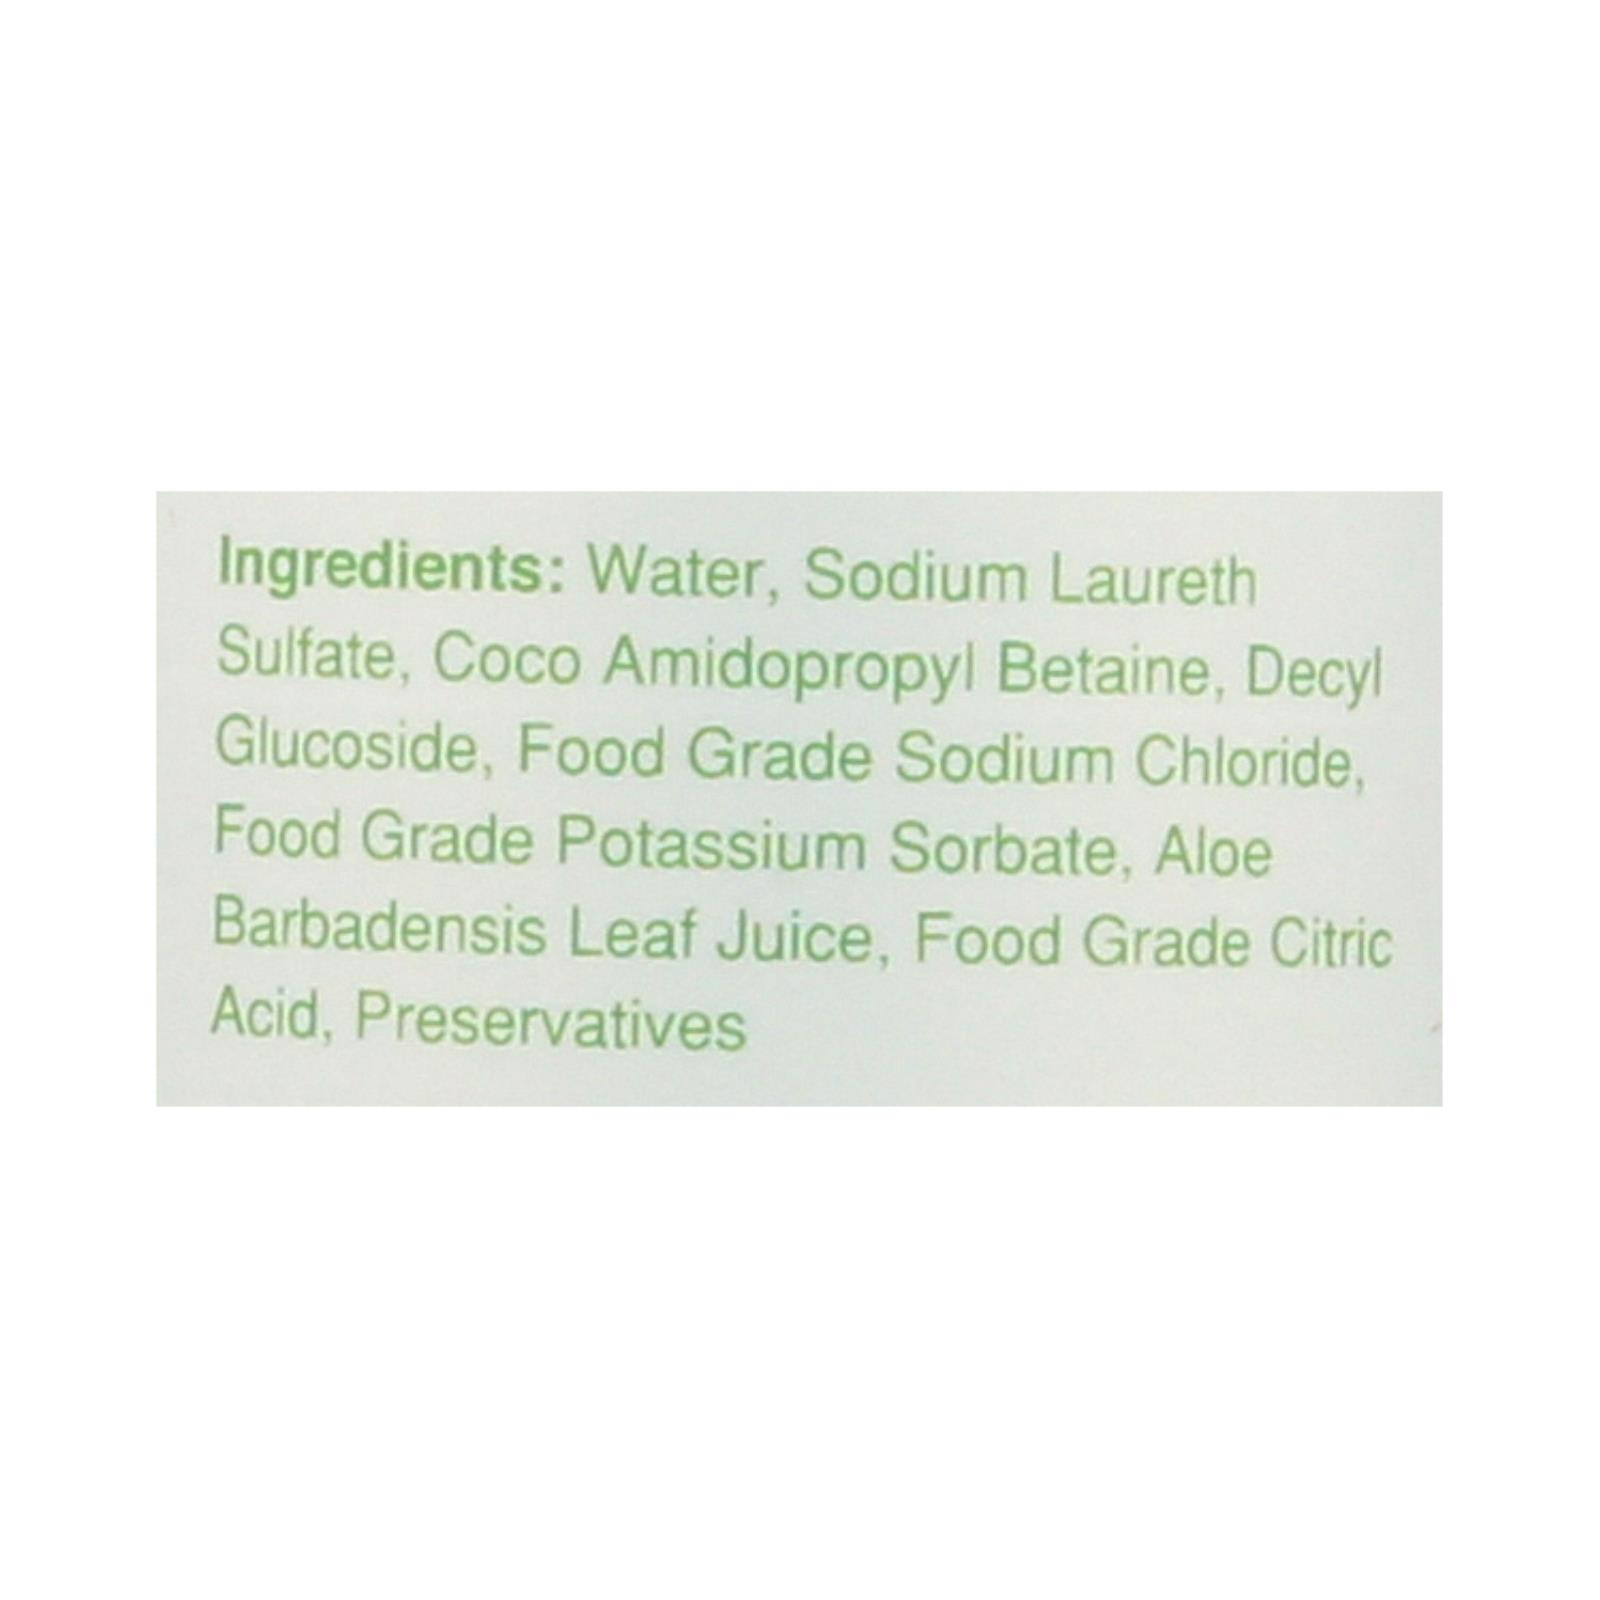 Ingredients: Water, Sodium Laureth
Sulfate, Coco Amidopropyl Betaine, Decyl
Glucoside, Food Grade Sodium Chloride,
Food Grade Potassium Sorbate, Aloe
Barbadensis Leaf Juice, Food Grade Citric
Acid, Preservatives